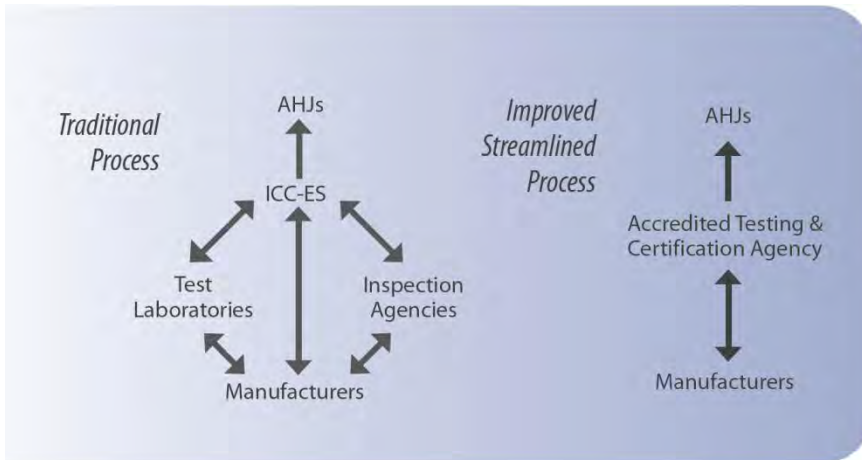 Traditional
Process
AHJs
ICC-ES
Test
Laboratories
Inspection
Agencies
Manufacturers
Improved
Streamlined
Process
AHJs
Accredited Testing &
Certification Agency
Manufacturers